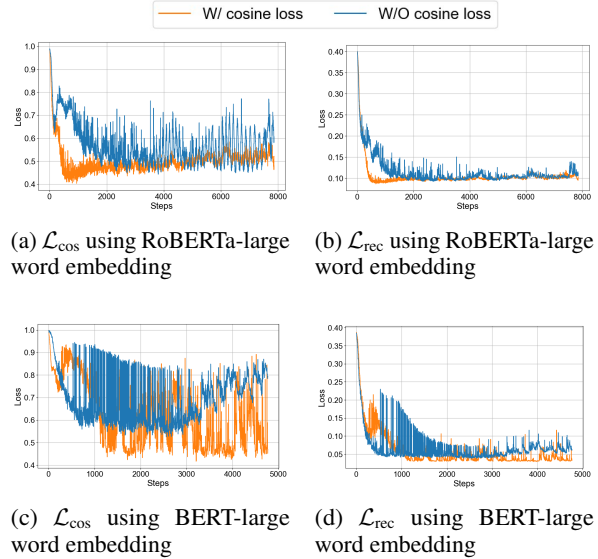 W/ cosine loss W/O cosine loss
1.0
0.9
0.8
0.7
0.6
0.5
0.4
Loss
0 2000 4000 6000 8000
Steps
0.40
0.35
0.30
0.25
0.20
0.15
0.10
Loss
0 2000 4000 6000 8000
Steps
(a) ℒcos using RoBERTa-large
word embedding
(b) ℒrec using RoBERTa-large
word embedding
1.0
0.9
0.8
0.7
0.6
0.5
0.4
Loss
0 1000 2000 3000 4000 5000
Steps
0.40
0.35
0.30
0.25
0.20
0.15
0.10
0.05
Loss
0 1000 2000 3000 4000 5000
Steps
(c) ℒcos using BERT-large
word embedding
(d) ℒrec using BERT-large
word embedding